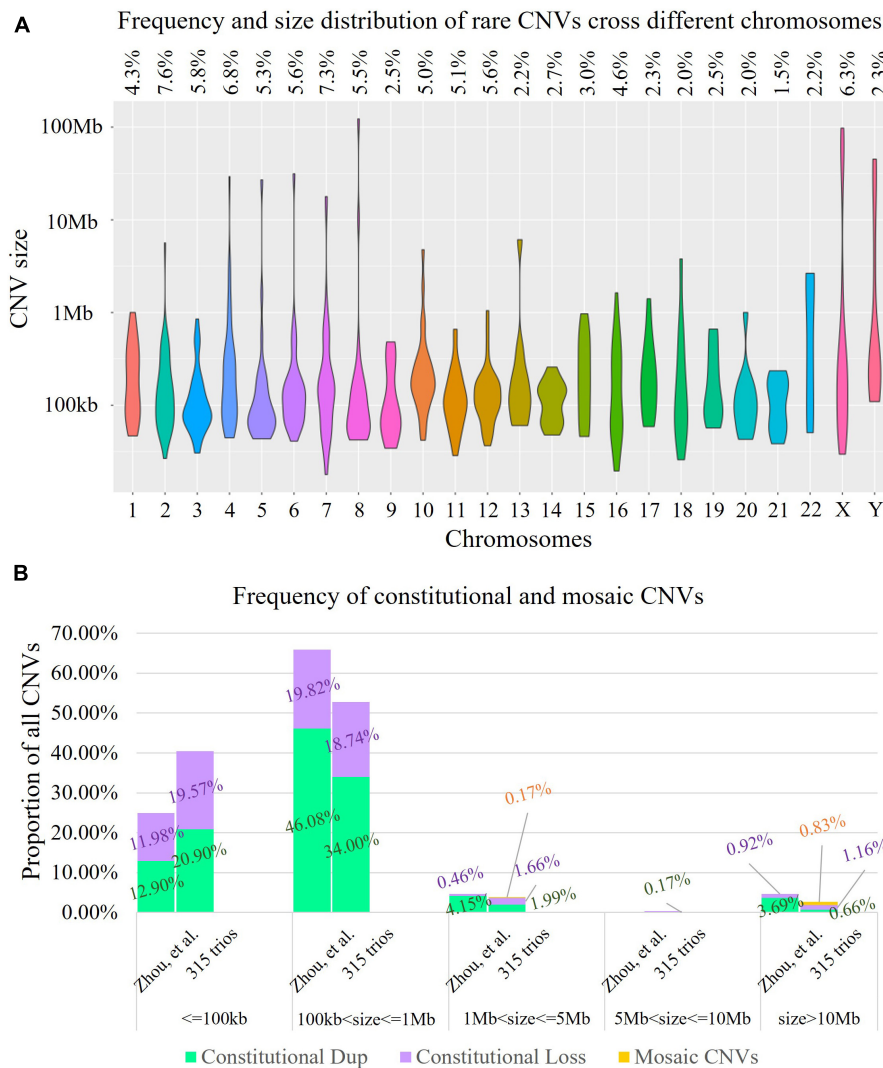 A
Frequency and size distribution of rare CNVs cross different chromosomes
4.3% 7.6% 5.8% 6.8% 5.3% 5.6% 7.3% 5.5% 2.5% 5.0% 5.1% 5.6% 2.2% 2.7% 3.0% 4.6% 2.3% 2.0% 2.5% 2.0% 1.5% 2.2% 6.3% 2.3%
CNV size
100Mb
10Mb
1Mb
100kb
1 2 3 4 5 6 7 8 9 10 11 12 13 14 15 16 17 18 19 20 21 22 X Y
Chromosomes
B
Frequency of constitutional and mosaic CNVs
Proportion of all CNVs
70.00%
60.00%
50.00%
40.00%
30.00%
20.00%
10.00%
0.00%
11.98%
12.90%
19.57%
20.90%
19.82%
46.08%
18.74%
34.00%
0.46%
4.15%
0.17%
1.66%
1.99%
0.17%
0.92%
3.69%
0.83%
1.16%
0.66%
Zhou, et al. 315 trios Zhou, et al. 315 trios Zhou, et al. 315 trios Zhou, et al. 315 trios Zhou, et al. 315 trios
<=100kb 100kb<size<=1Mb 1Mb<size<=5Mb 5Mb<size<=10Mb size>10Mb
Constitutional Dup Constitutional Loss Mosaic CNVs